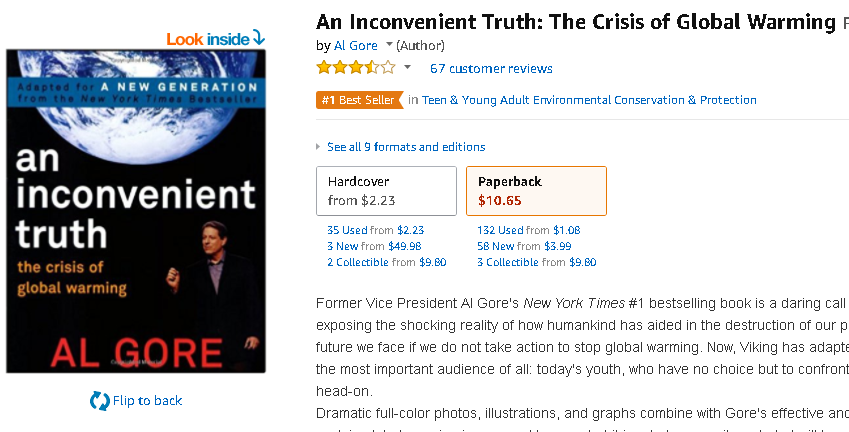 Look inside
Adapted for A NEW GENERATION
from the New York Times Bestseller
an
inconvenient
truth
the crisis of
global warming
AL GORE
Copyrighted Material
Flip to back
An Inconvenient Truth: The Crisis of Global Warming
by Al Gore (Author)
67 customer reviews
#1 Best Seller in Teen & Young Adult Environmental Conservation & Protection
See all 9 formats and editions
Hardcover
from $2.23
Paperback
$10.65
35 Used from $2.23
3 New from $49.98
2 Collectible from $9.80
132 Used from $1.08
58 New from $3.99
3 Collectible from $9.80
Former Vice President Al Gore's New York Times #1 bestselling book is a daring call
exposing the shocking reality of how humankind has aided in the destruction of our p
future we face if we do not take action to stop global warming. Now, Viking has adapte
the most important audience of all: today's youth, who have no choice but to confront
head-on.
Dramatic full-color photos, illustrations, and graphs combine with Gore's effective and